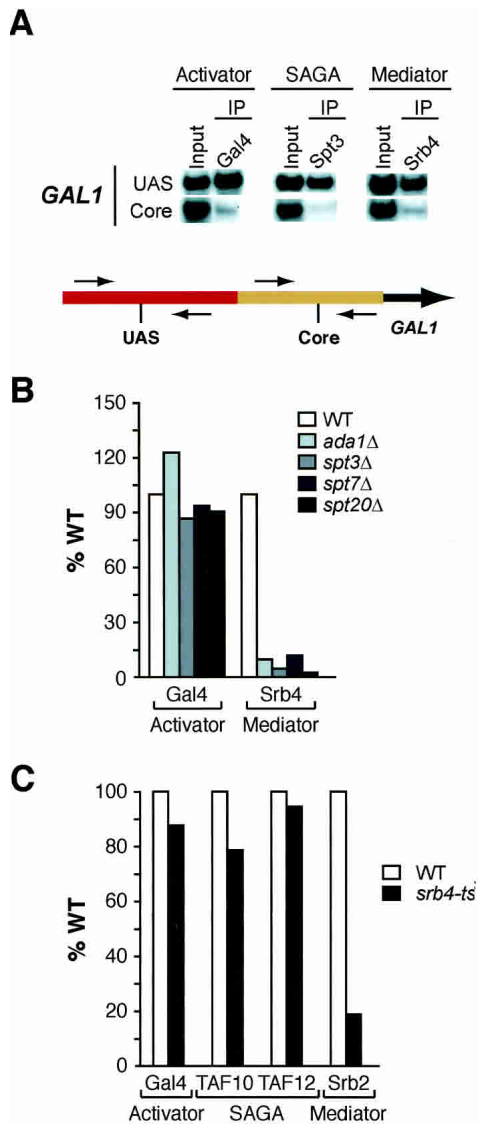 A
Activator SAGA Mediator
IP IP IP
Input Gal4 Input Spt3 Input Srb4
GAL1
UAS
Core
UAS Core GAL1
B
150
120
90
60
30
0
% WT
WT
ada1Δ
spt3Δ
spt7Δ
spt20Δ
Gal4 Srb4
Activator Mediator
C
100
80
60
40
20
0
% WT
WT
srb4-ts
Gal4 TAF10 TAF12 Srb2
Activator SAGA Mediator